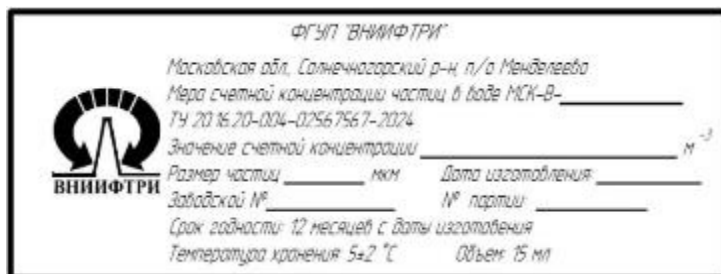 ФГУП "ВНИИФТРИ"
Московская обл., Солнечногорский р-н, п/о Менделеево
Мера счетной концентрации частиц в воде МСК-В-
ТУ 20.16.20-004-02567567-2024
Значение счетной концентрации м⁻³
Размер частиц мкм Дата изготовления:
ВНИИФТРИ
Заводской № № партии:
Срок годности: 12 месяцев с даты изготовения
Температура хранения 5±2 °С Объем: 15 мл